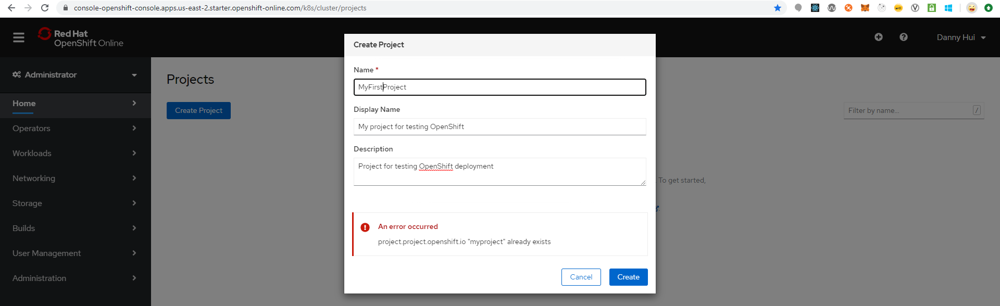 console-openshift-console.apps.us-east-2.starter.openshift-online.com/k8s/cluster/projects
Red Hat
OpenShift Online
Danny Hui
Administrator
Home
Operators
Workloads
Networking
Storage
Builds
User Management
Administration
Projects
Create Project
Filter by name...
/
To get started,
Create Project
Name *
MyFirstProject
Display Name
My project for testing OpenShift
Description
Project for testing OpenShift deployment
An error occurred
project.project.openshift.io "myproject" already exists
Cancel
Create